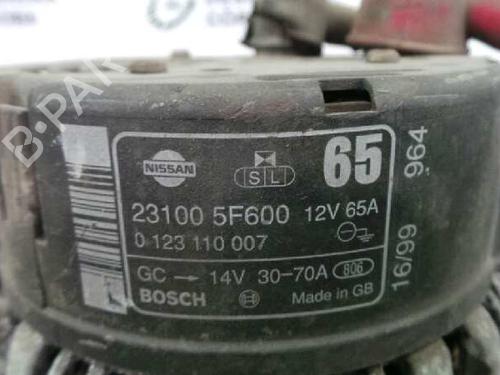 B-PARTS
NISSAN
S L
65
23100 5F600 12V 65A
0 123 110 007
GC → 14V 30-70A 806
BOSCH Made in GB
16/99 964